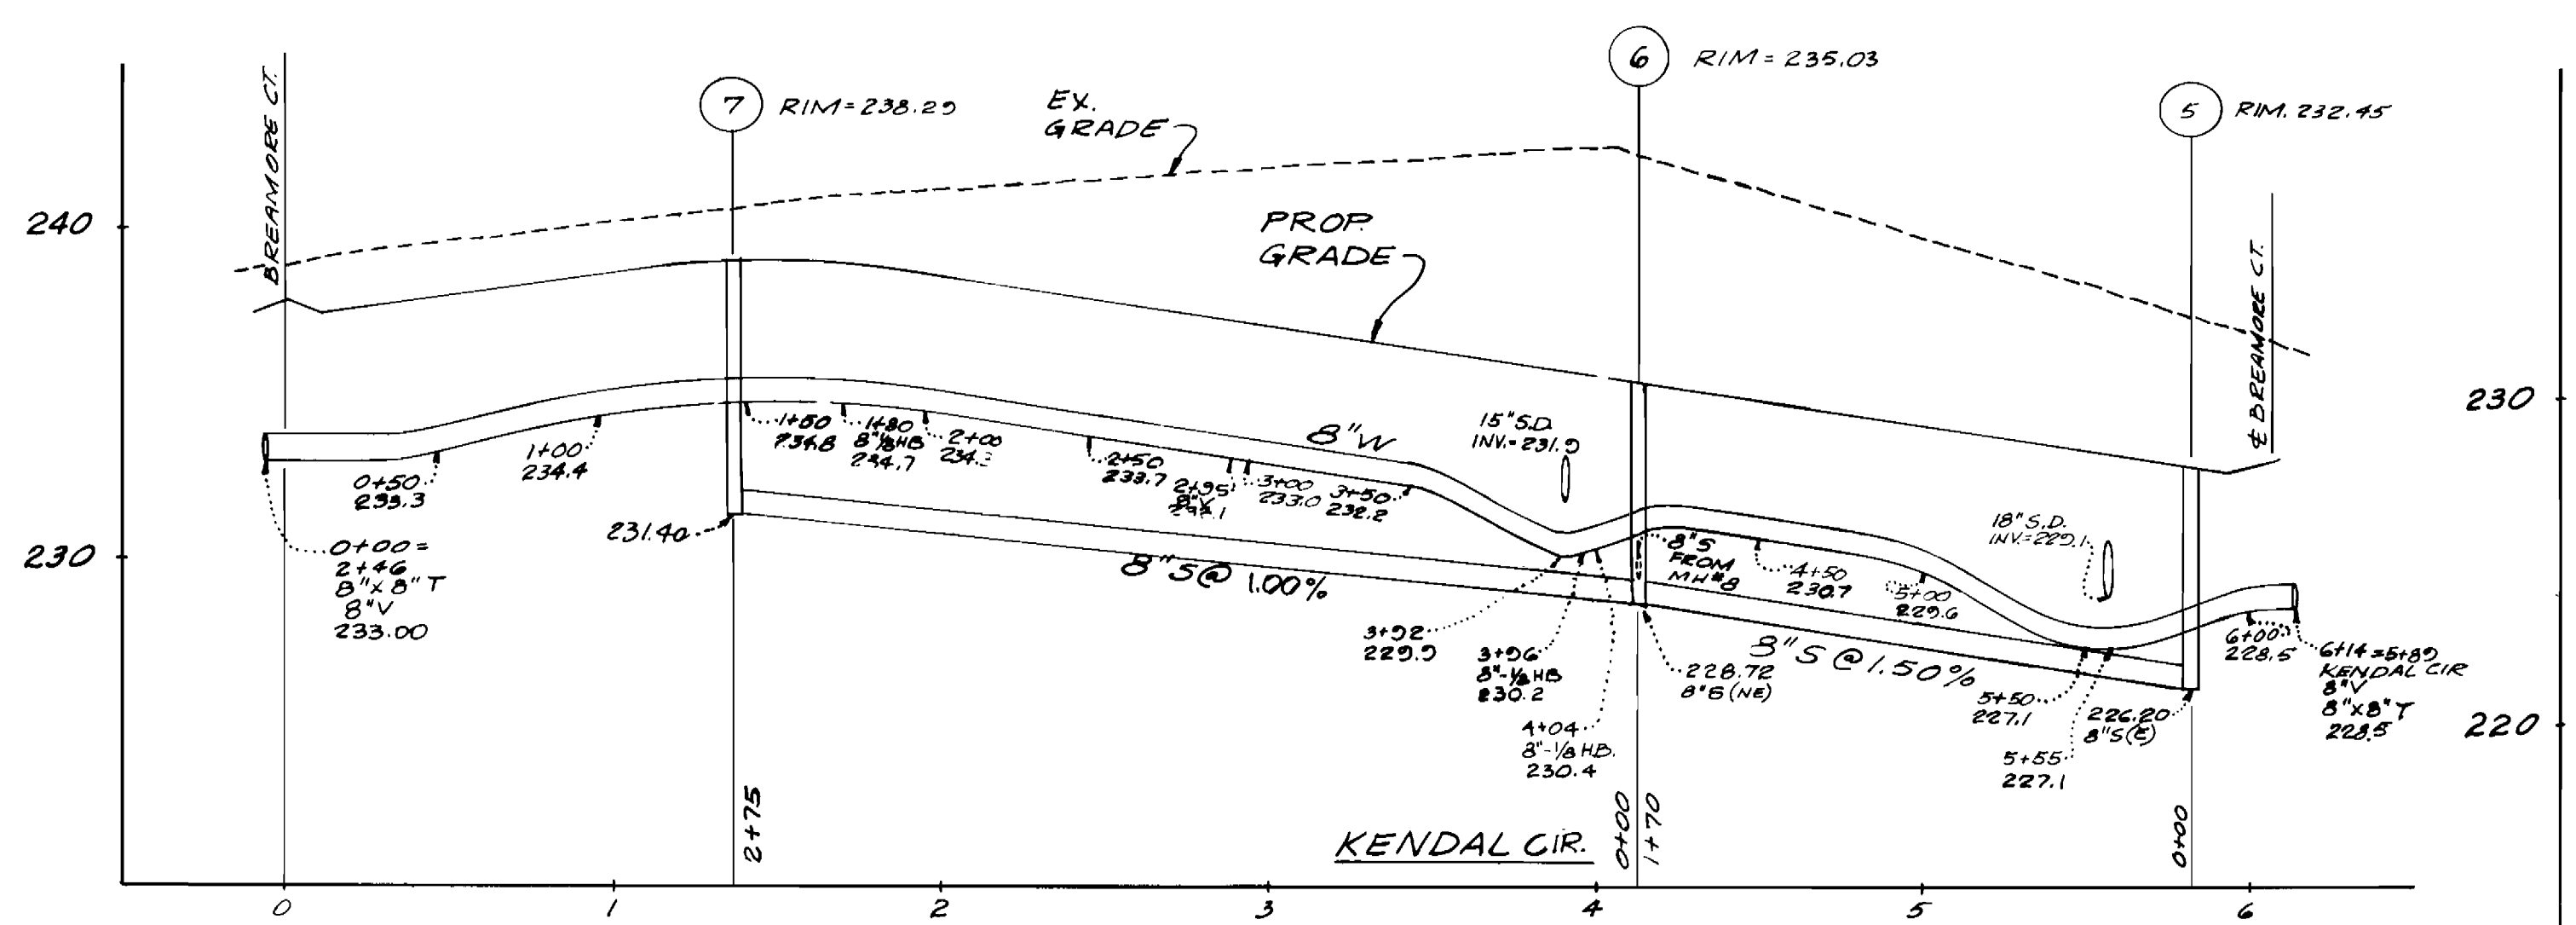 BREAMORE CT.
7
RIM = 238.29
EX.
GRADE
6
RIM = 235.03
5
RIM. 232.45
240
PROP.
GRADE
℄ BREAMORE CT.
230
230
220
0+00 =
2+46
8"x8" T
8"V
233.00
0+50
233.3
1+00
234.4
231.40
1+50
234.8
1+80
8"⅛HB
234.7
2+00
234.3
2+50
233.7
2+95
8"V.
3+00
233.0
3+50
232.2
8"W
15" S.D.
INV.= 231.9
8"S@ 1.00%
3+92
229.9
3+96
8"-⅛HB
230.2
4+04
8"-1/8 H.B.
230.4
8"S
FROM
MH#8
228.72
8"S (NE)
4+50
230.7
5+00
229.6
8"S @ 1.50%
18" S.D.
INV.=229.1
5+50
227.1
5+55
227.1
226.20
8"S(E)
6+00
228.5
6+14=5+89
KENDAL CIR
8"V
8"x8" T
228.5
2+75
KENDAL CIR.
0+00
1+70
0+00
0 1 2 3 4 5 6